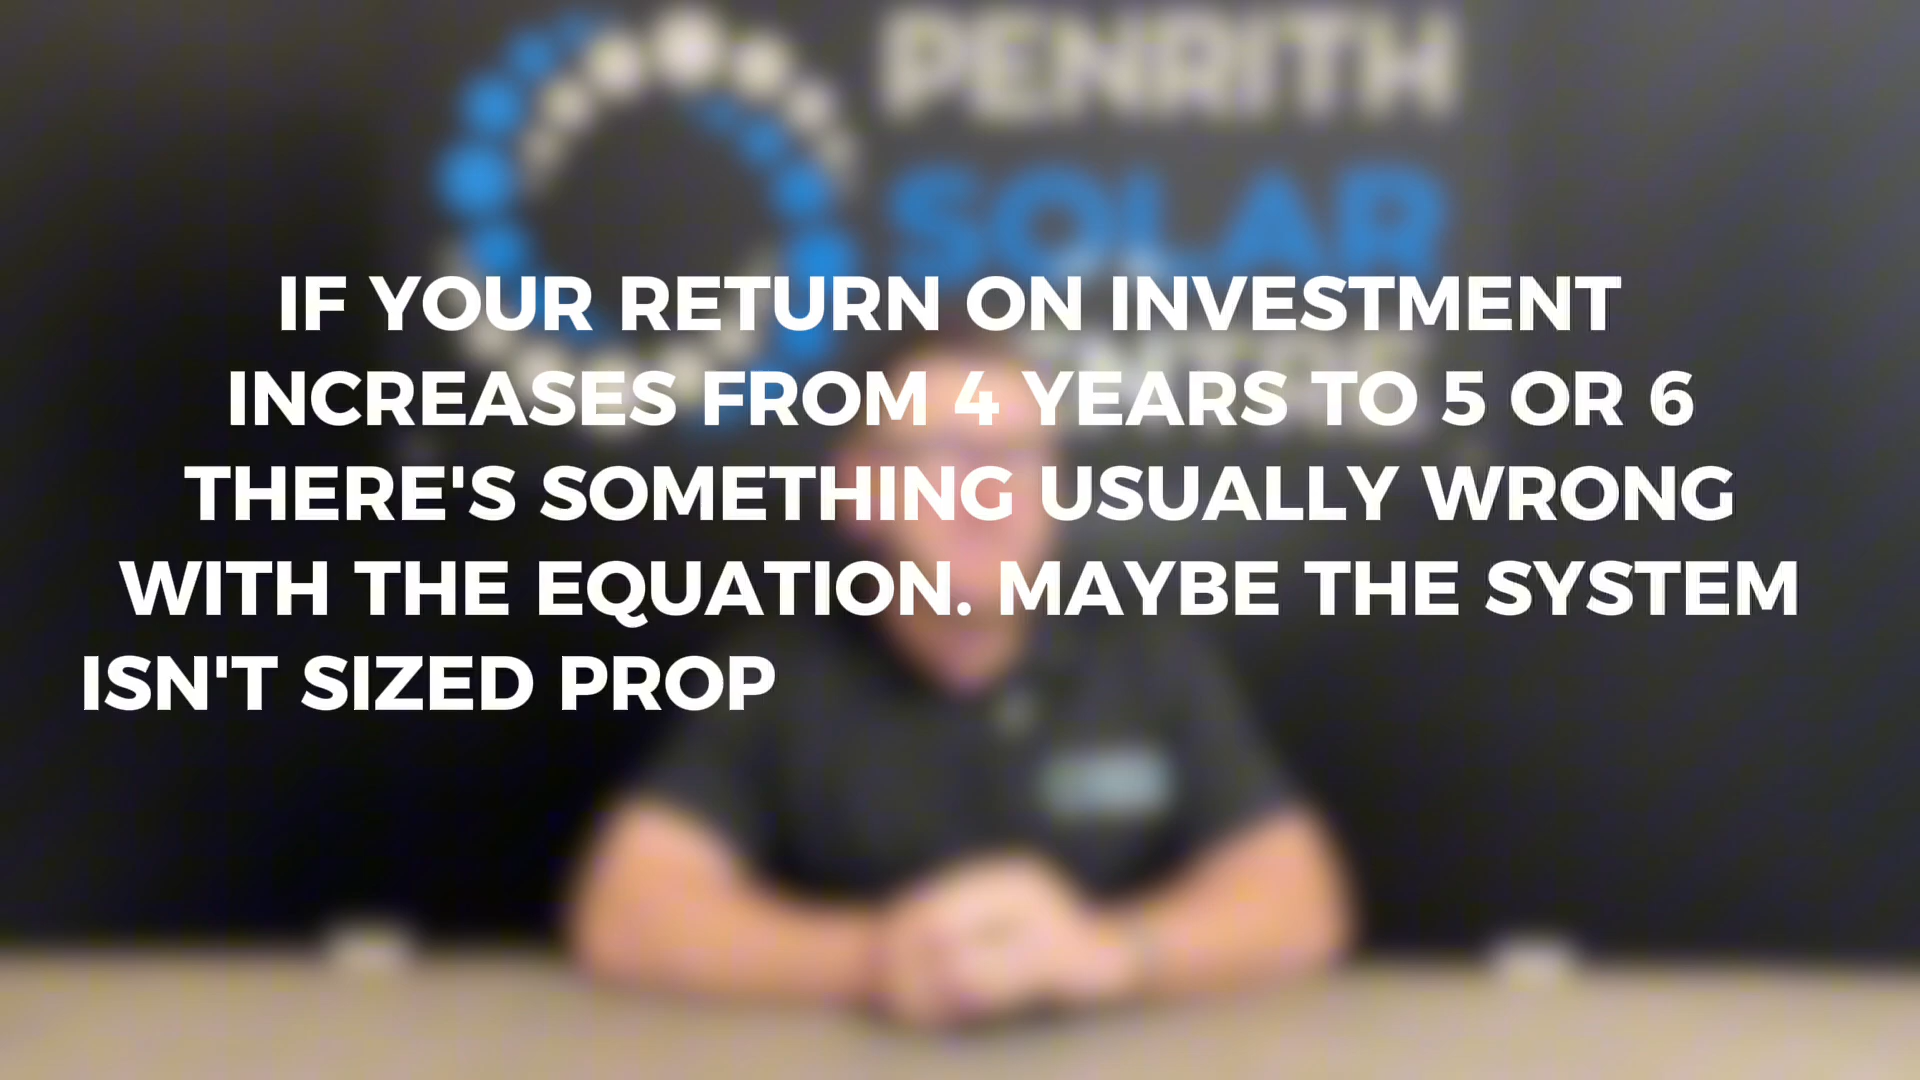 PENRITH
SOLAR
IF YOUR RETURN ON INVESTMENT
INCREASES FROM 4 YEARS TO 5 OR 6
THERE'S SOMETHING USUALLY WRONG
WITH THE EQUATION. MAYBE THE SYSTEM
ISN'T SIZED PROP